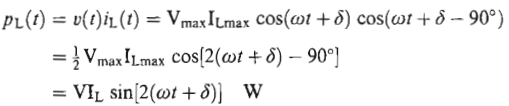 p_L(t) = v(t)i_L(t) = V_max I_Lmax cos(ωt + δ) cos(ωt + δ − 90°)
= ½ V_max I_Lmax cos[2(ωt + δ) − 90°]
= VI_L sin[2(ωt + δ)] W